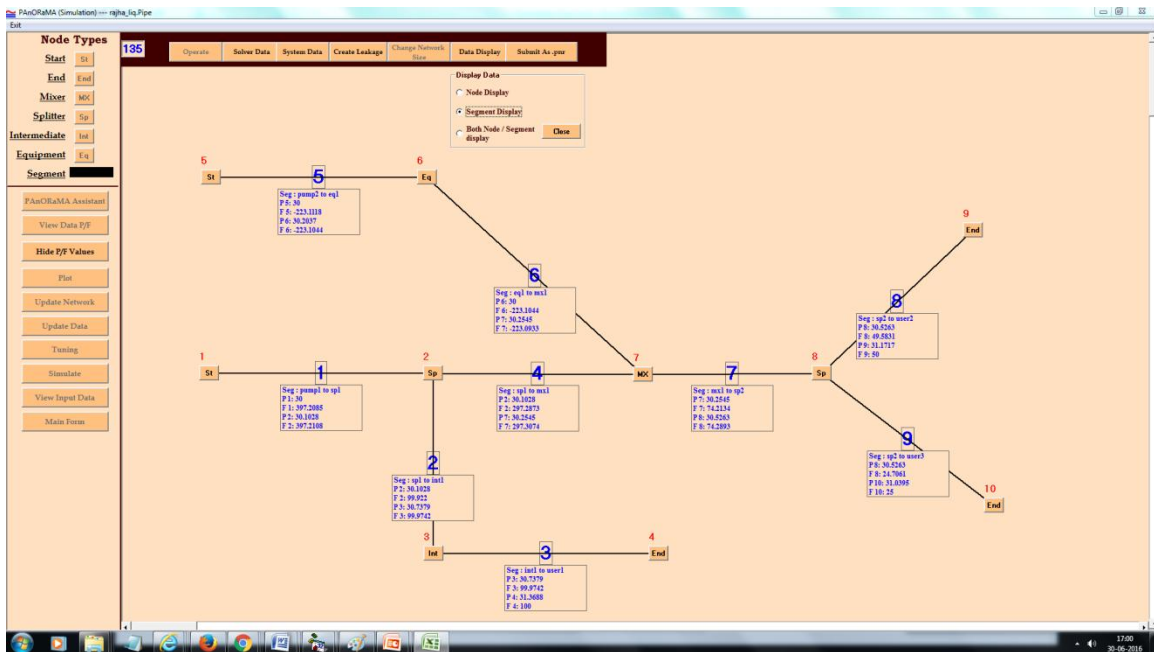 PAnORaMA (Simulation) --- rajha_liq.Pipe
Exit
Node Types
Start St
End End
Mixer MX
Splitter Sp
Intermediate Int
Equipment Eq
Segment
PAnORaMA Assistant
View Data P/F
Hide P/F Values
Plot
Update Network
Update Data
Tuning
Simulate
View Input Data
Main Form
135
Operate
Solver Data
System Data
Create Leakage
Change Network
Size
Data Display
Submit As .pnr
Display Data
Node Display
Segment Display
Both Node / Segment
display
Close
5
St
5
6
Eq
Seg : pump2 to eq1
P 5: 30
F 5: -223.1118
P 6: 30.2037
F 6: -223.1044
6
Seg : eq1 to mx1
P 6: 30
F 6: -223.1044
P 7: 30.2545
F 7: -223.0933
9
End
8
Seg : sp2 to user2
P 8: 30.5263
F 8: 49.5831
P 9: 31.1717
F 9: 50
1
St
1
2
Sp
4
7
MX
7
8
Sp
Seg : pump1 to sp1
P 1: 30
F 1: 397.2085
P 2: 30.1028
F 2: 397.2108
Seg : sp1 to mx1
P 2: 30.1028
F 2: 297.2873
P 7: 30.2545
F 7: 297.3074
Seg : mx1 to sp2
P 7: 30.2545
F 7: 74.2134
P 8: 30.5263
F 8: 74.2893
9
Seg : sp2 to user3
P 8: 30.5263
F 8: 24.7061
P 10: 31.0395
F 10: 25
10
End
2
Seg : sp1 to int1
P 2: 30.1028
F 2: 99.922
P 3: 30.7379
F 3: 99.9742
3
Int
3
4
End
Seg : int1 to user1
P 3: 30.7379
F 3: 99.9742
P 4: 31.3688
F 4: 100
17:00
30-06-2016